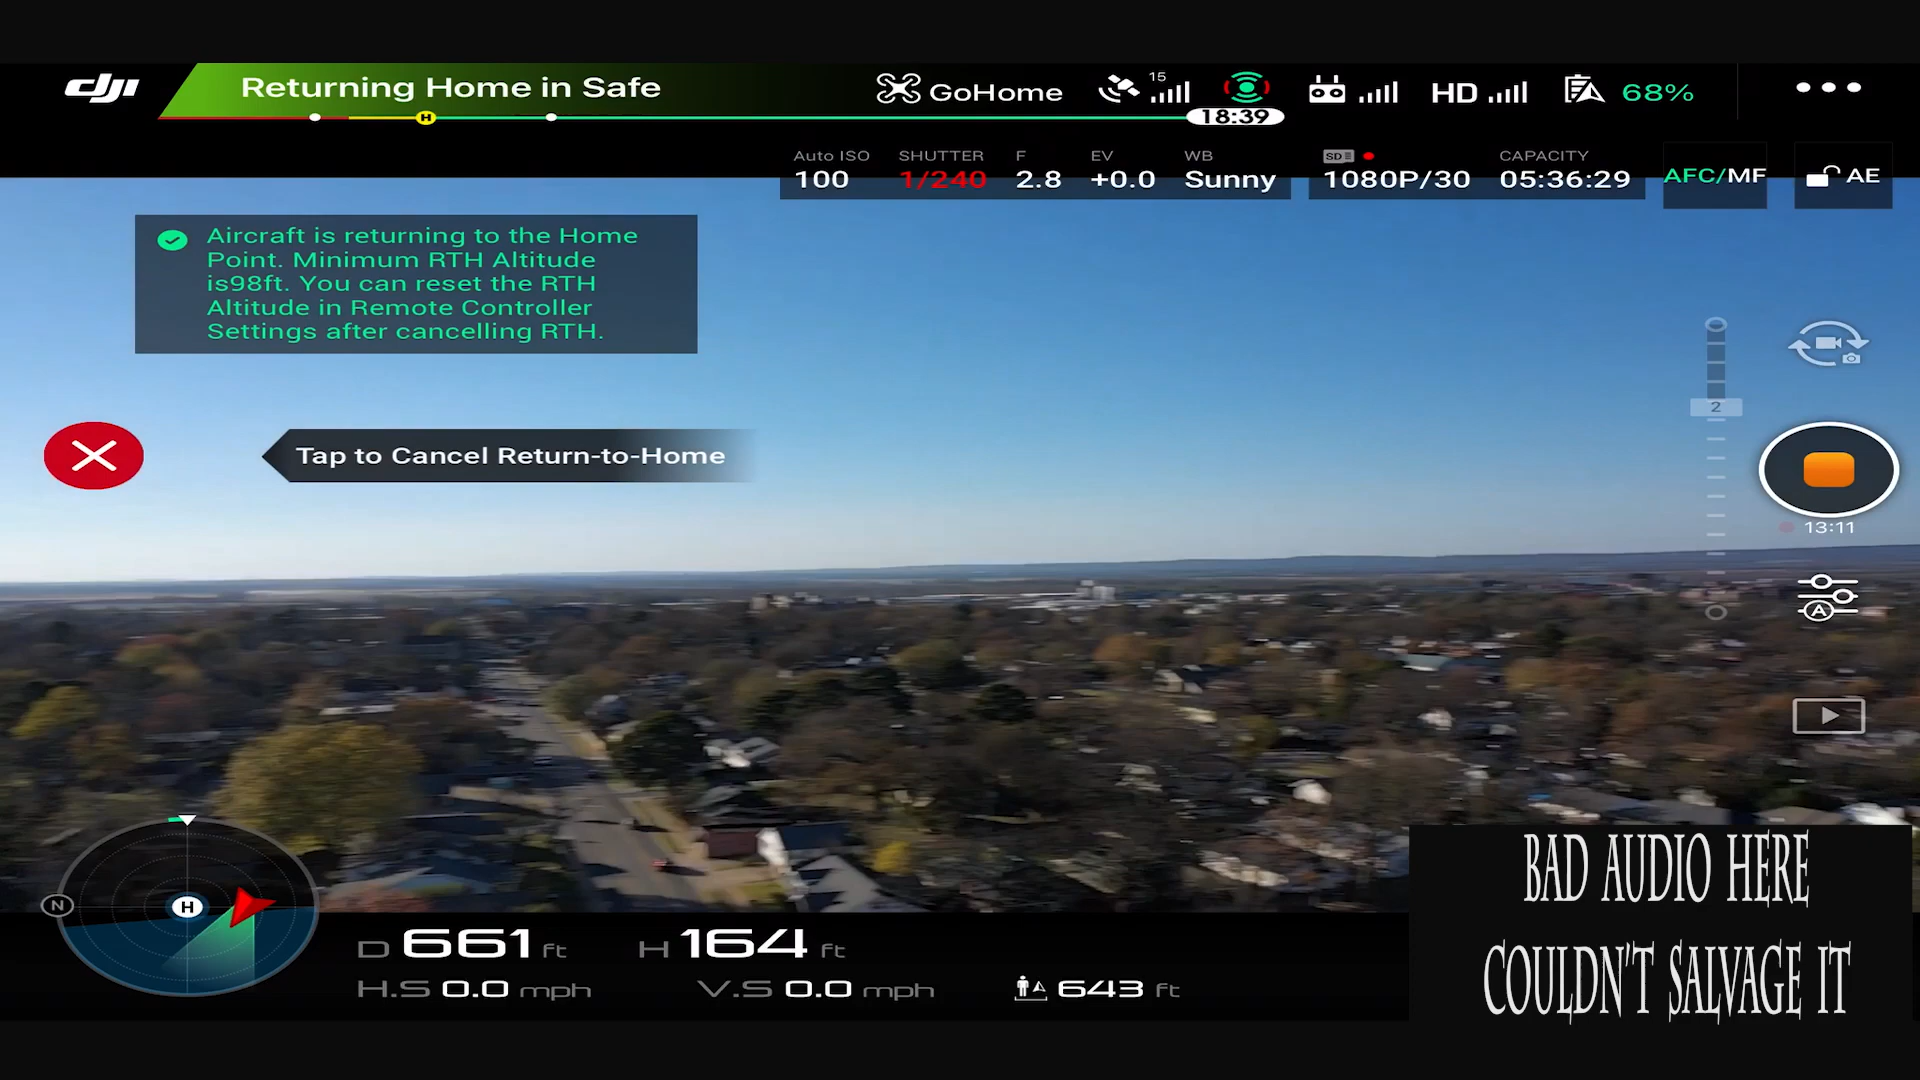 dji Returning Home in Safe GoHome 15 HD 68%
H 18:39
Auto ISO SHUTTER F EV WB SD CAPACITY
100 1/240 2.8 +0.0 Sunny 1080P/30 05:36:29 AFC/MF AE
Aircraft is returning to the Home
Point. Minimum RTH Altitude
is98ft. You can reset the RTH
Altitude in Remote Controller
Settings after cancelling RTH.
2
Tap to Cancel Return-to-Home
13:11
A
N H
D 661 ft H 164 ft
H.S 0.0 mph V.S 0.0 mph 643 ft
BAD AUDIO HERE
COULDN'T SALVAGE IT